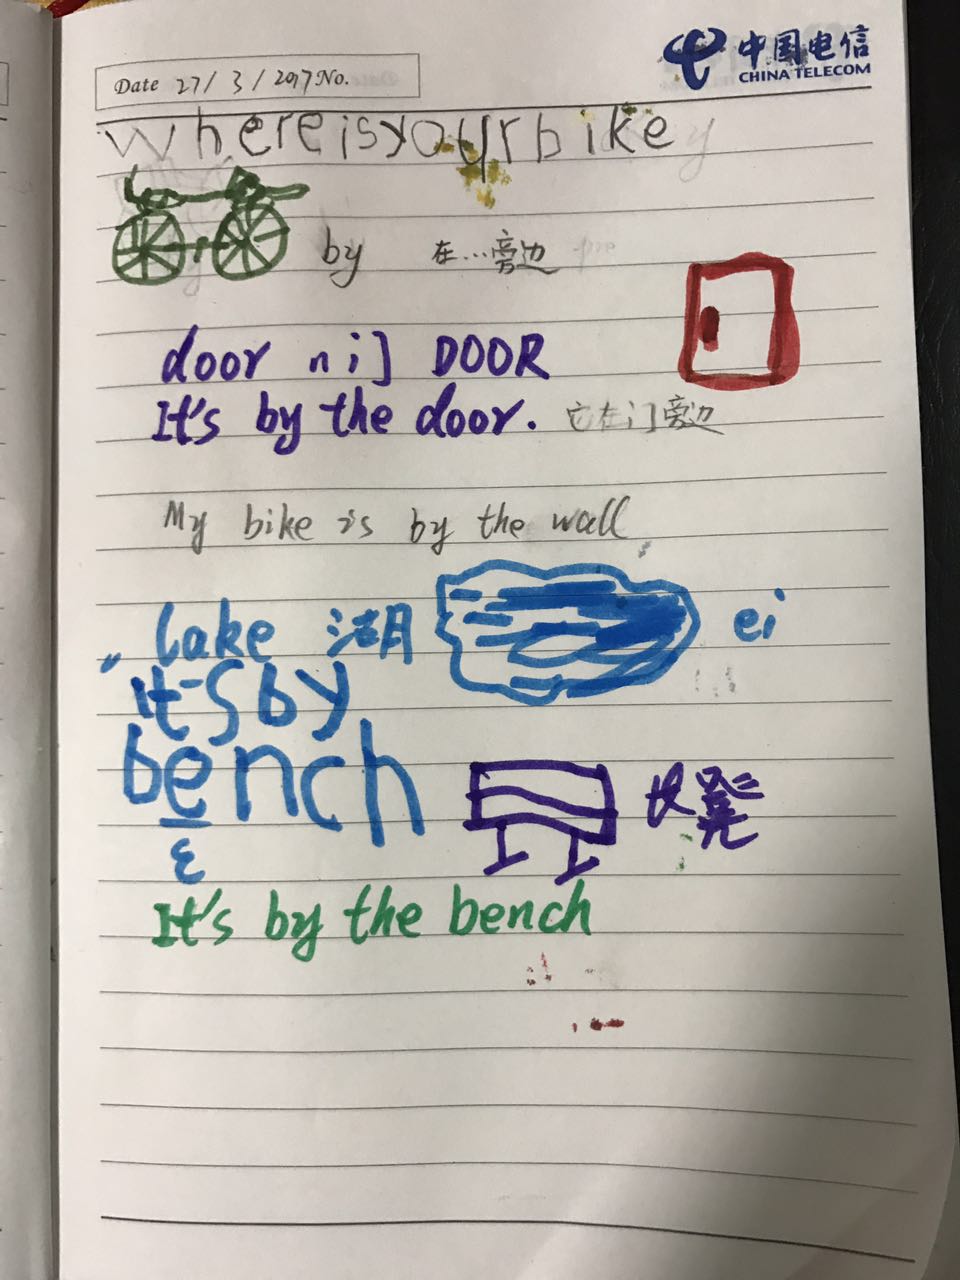 中国电信
CHINA TELECOM
Date 27/3/2017 No.
whereisyourbike
by 在...旁边
door DOOR
It's by the door. 它在门旁边
My bike is by the wall
lake 湖 ei
it's by
bench 长凳
ε
It's by the bench